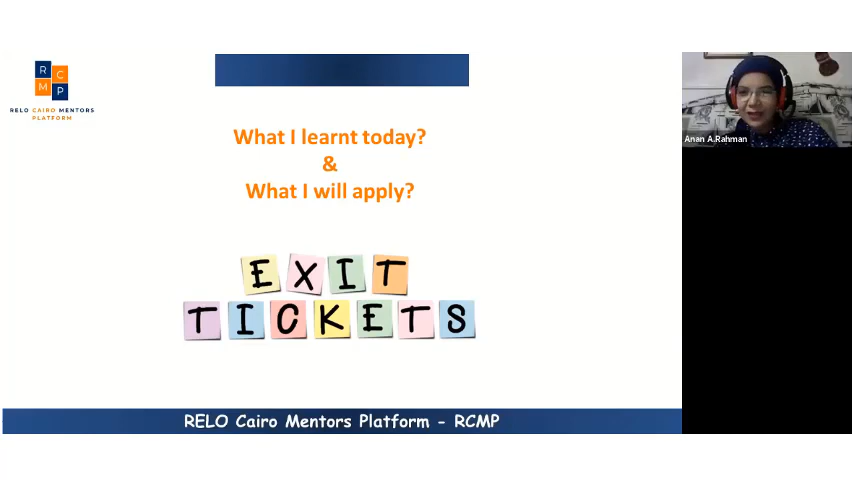 R
C
M
P
RELO CAIRO MENTORS
PLATFORM
What I learnt today?
&
What I will apply?
EXIT
TICKETS
RELO Cairo Mentors Platform - RCMP
Anan A.Rahman